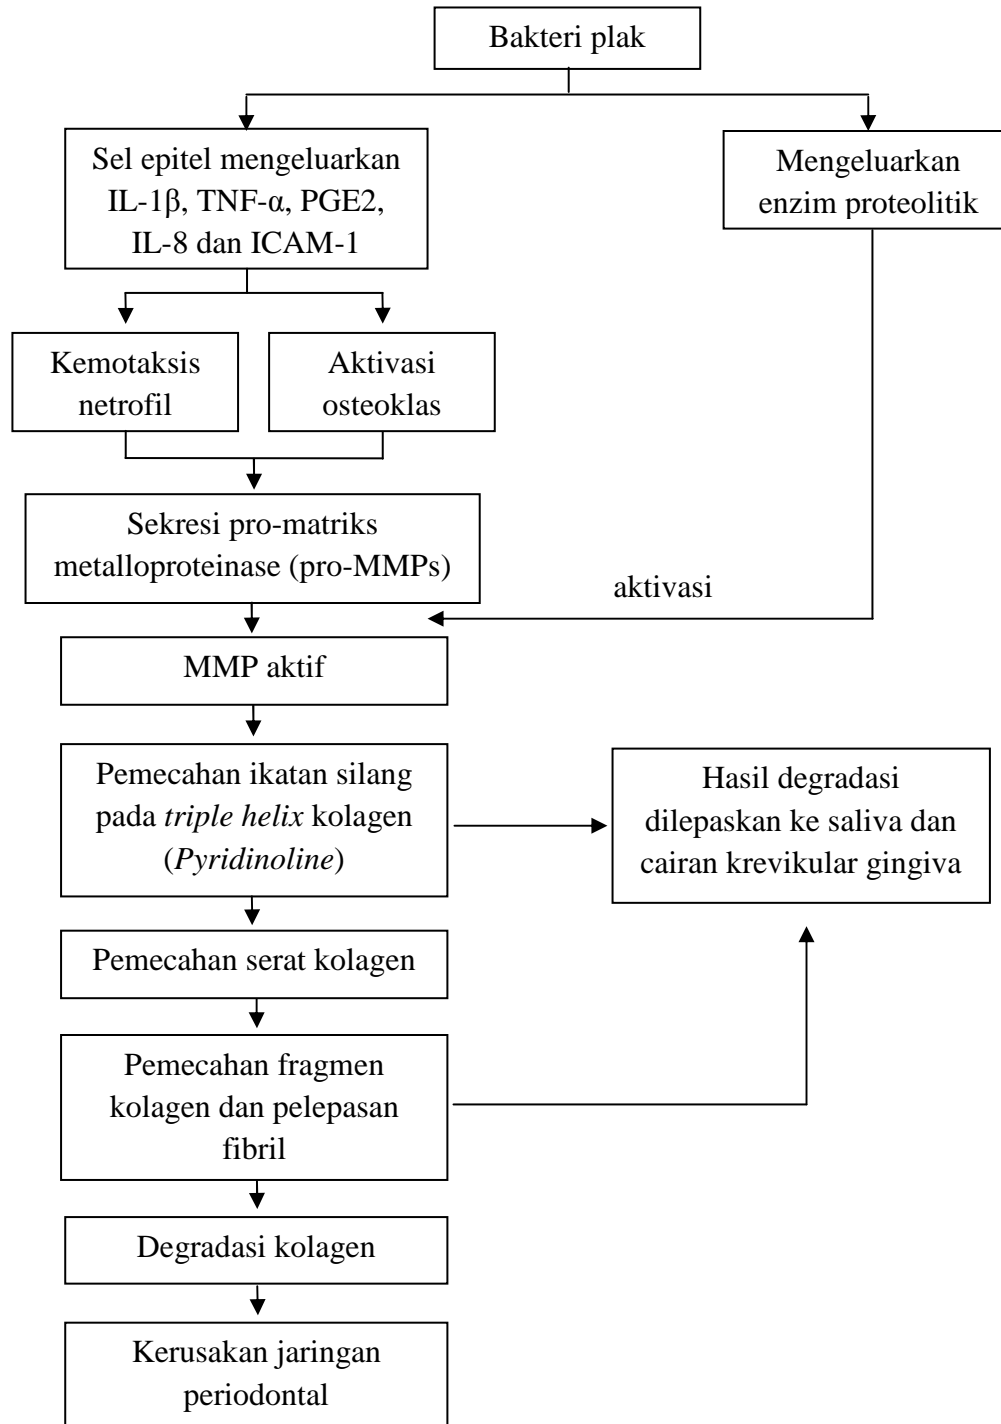 Bakteri plak
Sel epitel mengeluarkan
IL-1β, TNF-α, PGE2,
IL-8 dan ICAM-1
Mengeluarkan
enzim proteolitik
Kemotaksis
netrofil
Aktivasi
osteoklas
Sekresi pro-matriks
metalloproteinase (pro-MMPs)
aktivasi
MMP aktif
Pemecahan ikatan silang
pada triple helix kolagen
(Pyridinoline)
Hasil degradasi
dilepaskan ke saliva dan
cairan krevikular gingiva
Pemecahan serat kolagen
Pemecahan fragmen
kolagen dan pelepasan
fibril
Degradasi kolagen
Kerusakan jaringan
periodontal